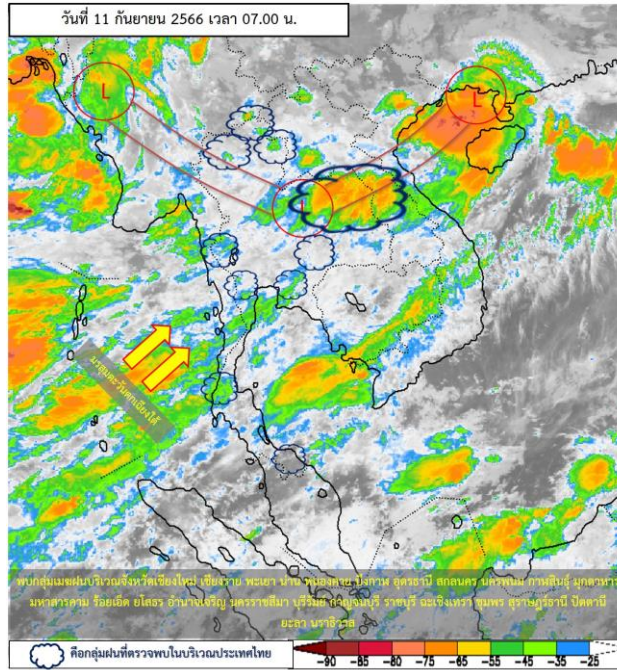 วันที่ 11 กันยายน 2566 เวลา 07.00 น.
L
L
L
มรสุมตะวันตกเฉียงใต้
พบกลุ่มเมฆฝนบริเวณจังหวัดเชียงใหม่ เชียงราย พะเยา น่าน หนองคาย บึงกาฬ อุดรธานี สกลนคร นครพนม กาฬสินธุ์ มุกดาหาร
มหาสารคาม ร้อยเอ็ด ยโสธร อำนาจเจริญ นครราชสีมา บุรีรัมย์ กาญจนบุรี ราชบุรี ฉะเชิงเทรา ชุมพร สุราษฎร์ธานี ปัตตานี
ยะลา นราธิวาส
คือกลุ่มฝนที่ตรวจพบในบริเวณประเทศไทย
-90 -85 -80 -75 -65 -55 -45 -35 -25